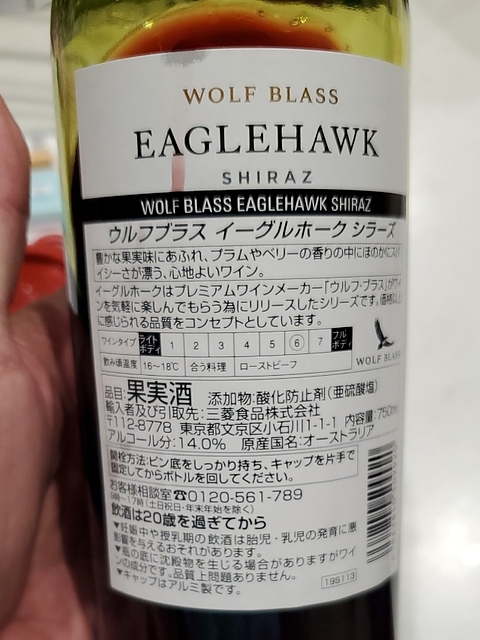 WOLF BLASS
EAGLEHAWK
SHIRAZ
WOLF BLASS EAGLEHAWK SHIRAZ
ウルフブラス イーグルホーク シラーズ
豊かな果実味にあふれ、プラムやベリーの香りの中にほのかにスパ
イシーさが漂う、心地よいワイン。
イーグルホークはプレミアムワインメーカー「ウルフ・ブラス」がワイ
ンを気軽に楽しんでもらう為にリリースしたシリーズです。価格以上
に感じられる品質をコンセプトとしています。
ワインタイプ ライトボディ 1 2 3 4 5 ⑥ 7 フルボディ
飲み頃温度 16~18℃ 合う料理 ローストビーフ
WOLF BLASS
品目:果実酒 添加物:酸化防止剤(亜硫酸塩)
輸入者及び引取先:三菱食品株式会社
〒112-8778 東京都文京区小石川1-1-1 内容量:750ml
アルコール分:14.0% 原産国名:オーストラリア
開栓方法:ビン底をしっかり持ち、キャップを片手で
固定してからボトルを回してください。
お客様相談室☎0120-561-789
(9時~17時(土日祝日・年末年始を除く)
飲酒は20歳を過ぎてから
▼妊娠中や授乳期の飲酒は胎児・乳児の発育に悪
影響を与えるおそれがあります。
▼瓶の底に沈殿物を生じる場合がありますがワイ
ンの成分です。品質上問題ありません。
▼キャップはアルミ製です。
196113